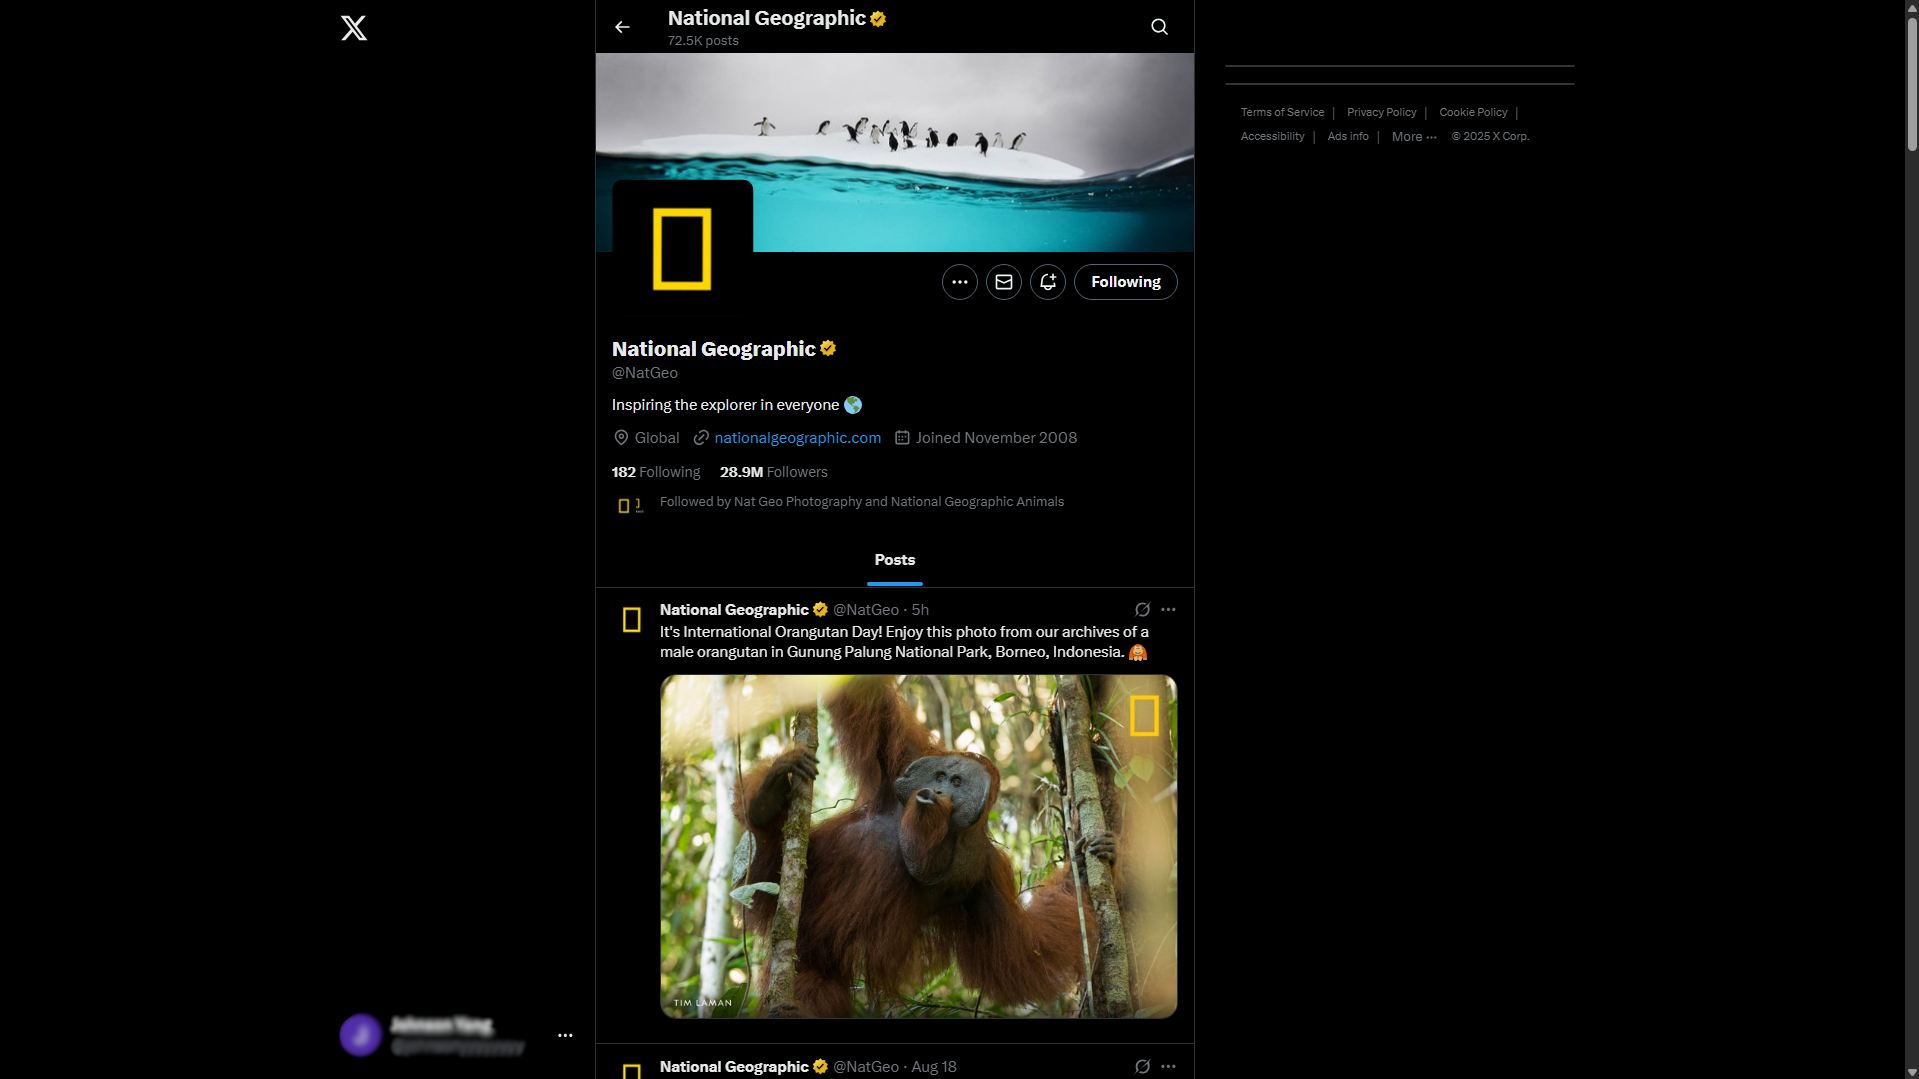 National Geographic
72.5K posts
Terms of Service | Privacy Policy | Cookie Policy |
Accessibility | Ads info | More ··· © 2025 X Corp.
Following
National Geographic
@NatGeo
Inspiring the explorer in everyone 🌎
Global nationalgeographic.com Joined November 2008
182 Following 28.9M Followers
Followed by Nat Geo Photography and National Geographic Animals
Posts
National Geographic @NatGeo · 5h
It's International Orangutan Day! Enjoy this photo from our archives of a
male orangutan in Gunung Palung National Park, Borneo, Indonesia. 🦧
TIM LAMAN
National Geographic @NatGeo · Aug 18